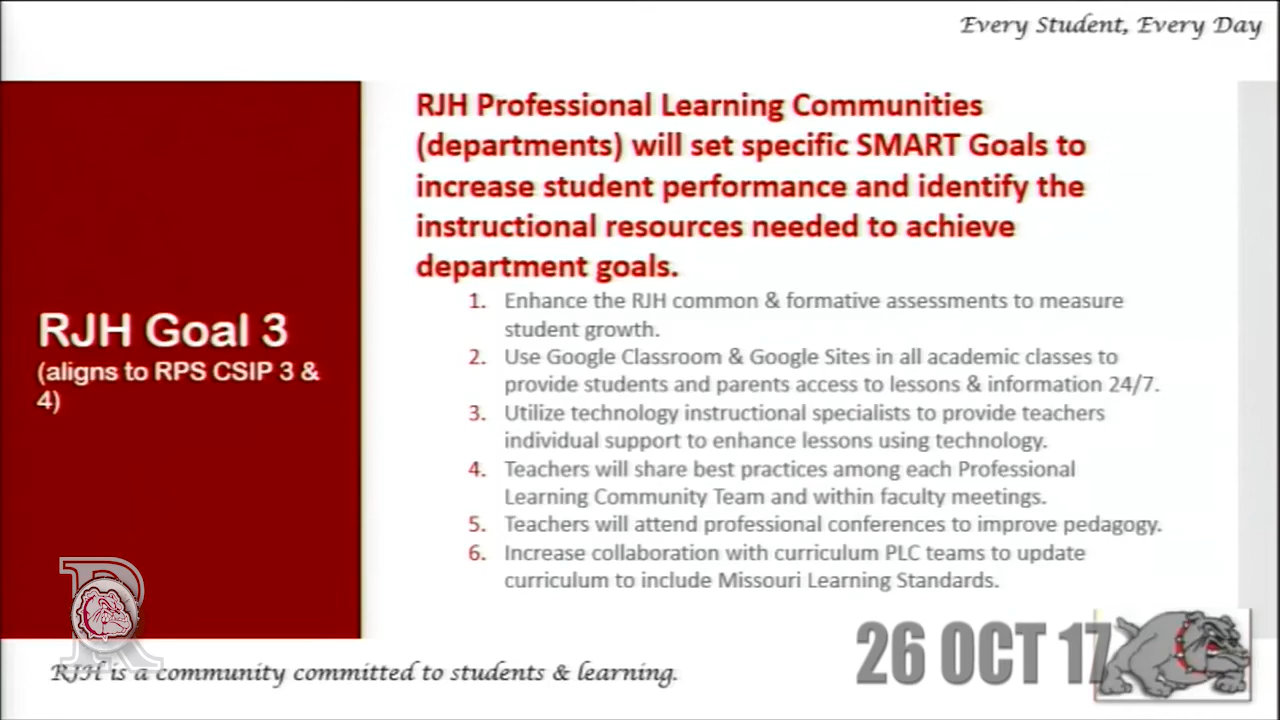 Every Student, Every Day
RJH Professional Learning Communities
(departments) will set specific SMART Goals to
increase student performance and identify the
instructional resources needed to achieve
department goals.
RJH Goal 3
(aligns to RPS CSIP 3 &
4)
1. Enhance the RJH common & formative assessments to measure
student growth.
2. Use Google Classroom & Google Sites in all academic classes to
provide students and parents access to lessons & information 24/7.
3. Utilize technology instructional specialists to provide teachers
individual support to enhance lessons using technology.
4. Teachers will share best practices among each Professional
Learning Community Team and within faculty meetings.
5. Teachers will attend professional conferences to improve pedagogy.
6. Increase collaboration with curriculum PLC teams to update
curriculum to include Missouri Learning Standards.
R
26 OCT 17
RJH is a community committed to students & learning.